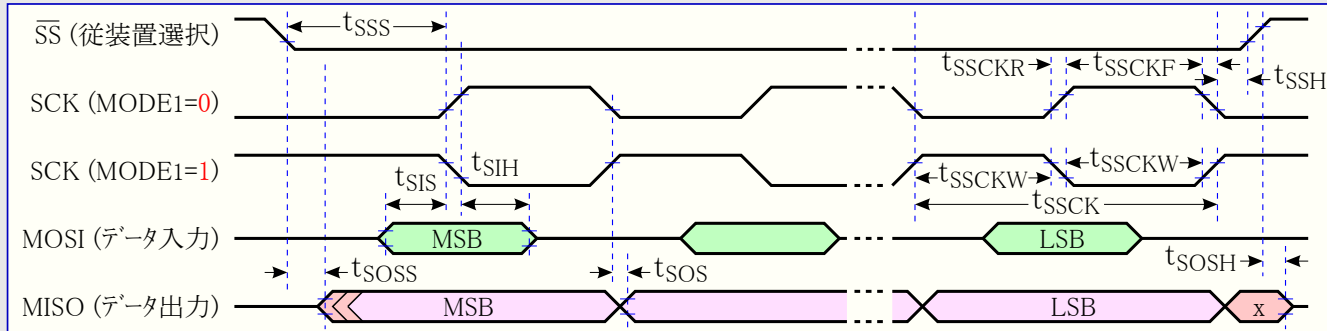 SS (従装置選択)
tSSS
tSSCKR
tSSCKF
tSSH
SCK (MODE1=0)
SCK (MODE1=1)
tSIS
tSIH
tSSCKW
tSSCKW
tSSCK
MOSI (データ入力)
MSB
LSB
tSOSS
tSOS
tSOSH
MISO (データ出力)
MSB
LSB
x